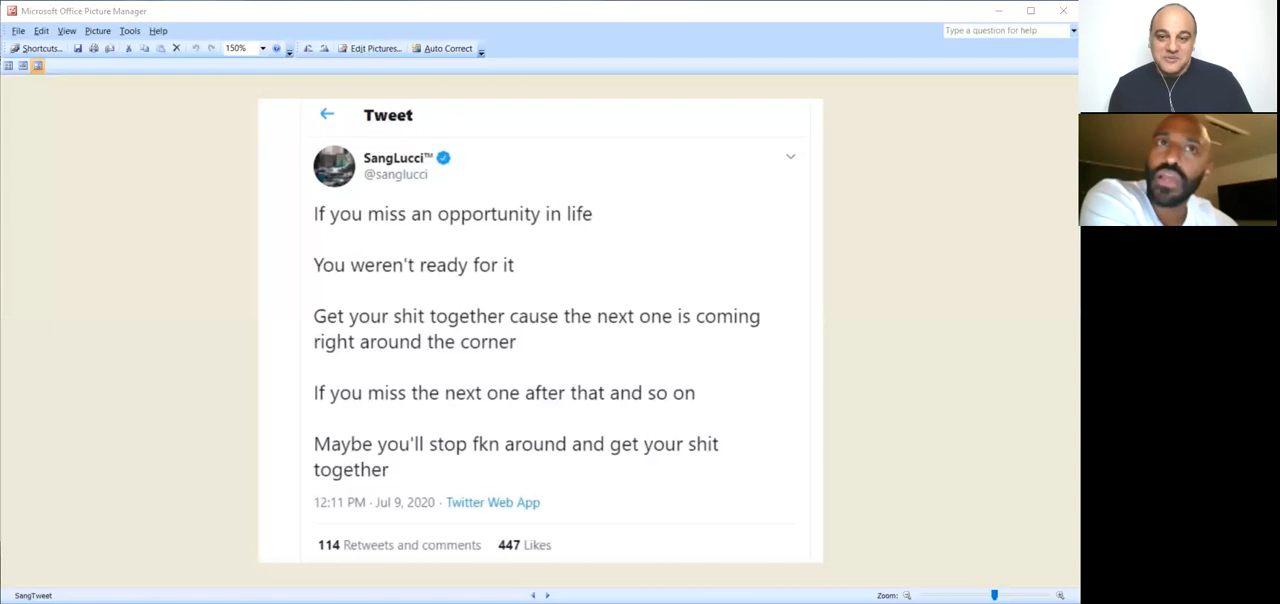 Microsoft Office Picture Manager
File Edit View Picture Tools Help
Type a question for help
Shortcuts... 150% Edit Pictures... Auto Correct
Tweet
SangLucci™
@sanglucci
If you miss an opportunity in life
You weren't ready for it
Get your shit together cause the next one is coming
right around the corner
If you miss the next one after that and so on
Maybe you'll stop fkn around and get your shit
together
12:11 PM · Jul 9, 2020 · Twitter Web App
114 Retweets and comments 447 Likes
SangTweet
Zoom: